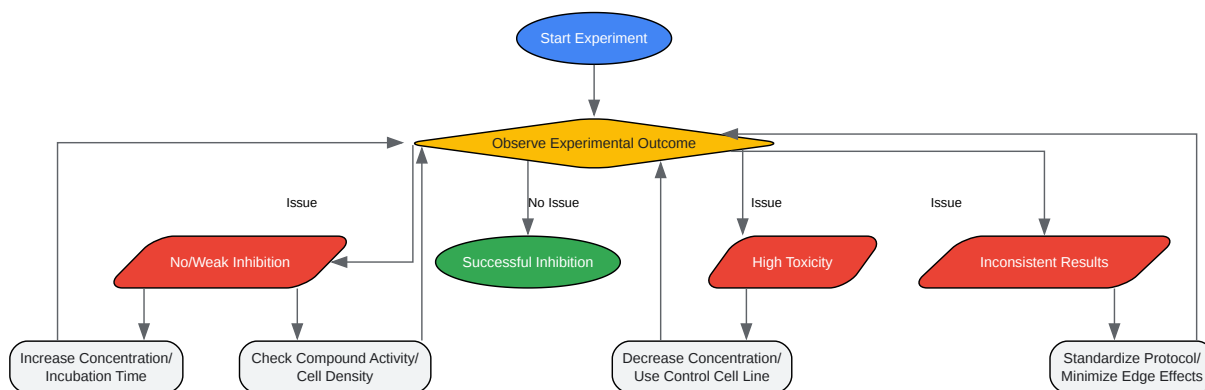 Start Experiment
Observe Experimental Outcome
Issue
No Issue
Issue
Issue
No/Weak Inhibition
Successful Inhibition
High Toxicity
Inconsistent Results
Increase Concentration/
Incubation Time
Check Compound Activity/
Cell Density
Decrease Concentration/
Use Control Cell Line
Standardize Protocol/
Minimize Edge Effects